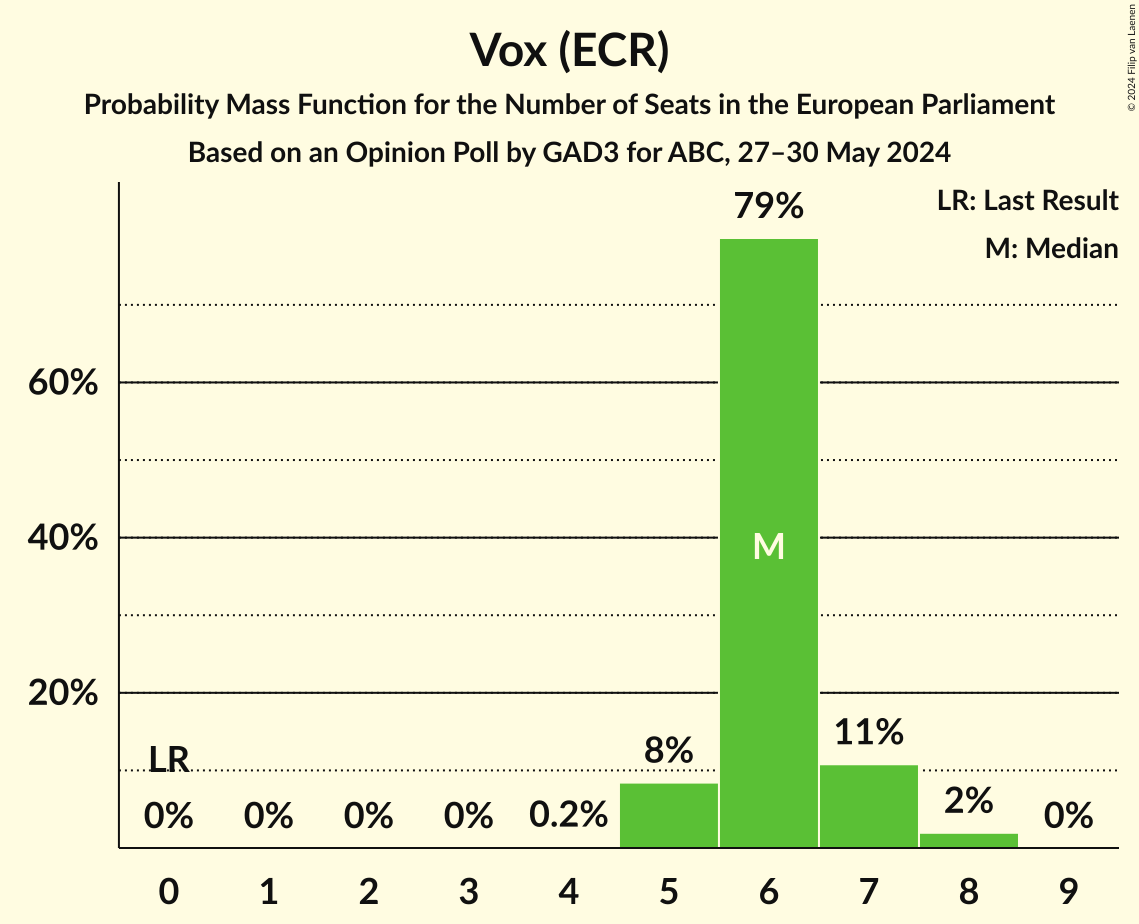 Vox (ECR)
Probability Mass Function for the Number of Seats in the European Parliament
Based on an Opinion Poll by GAD3 for ABC, 27–30 May 2024
© 2024 Filip van Laenen
LR: Last Result
M: Median
79%
60%
40%
20%
M
LR
0%
0%
0%
0%
0.2%
8%
11%
2%
0%
0 1 2 3 4 5 6 7 8 9